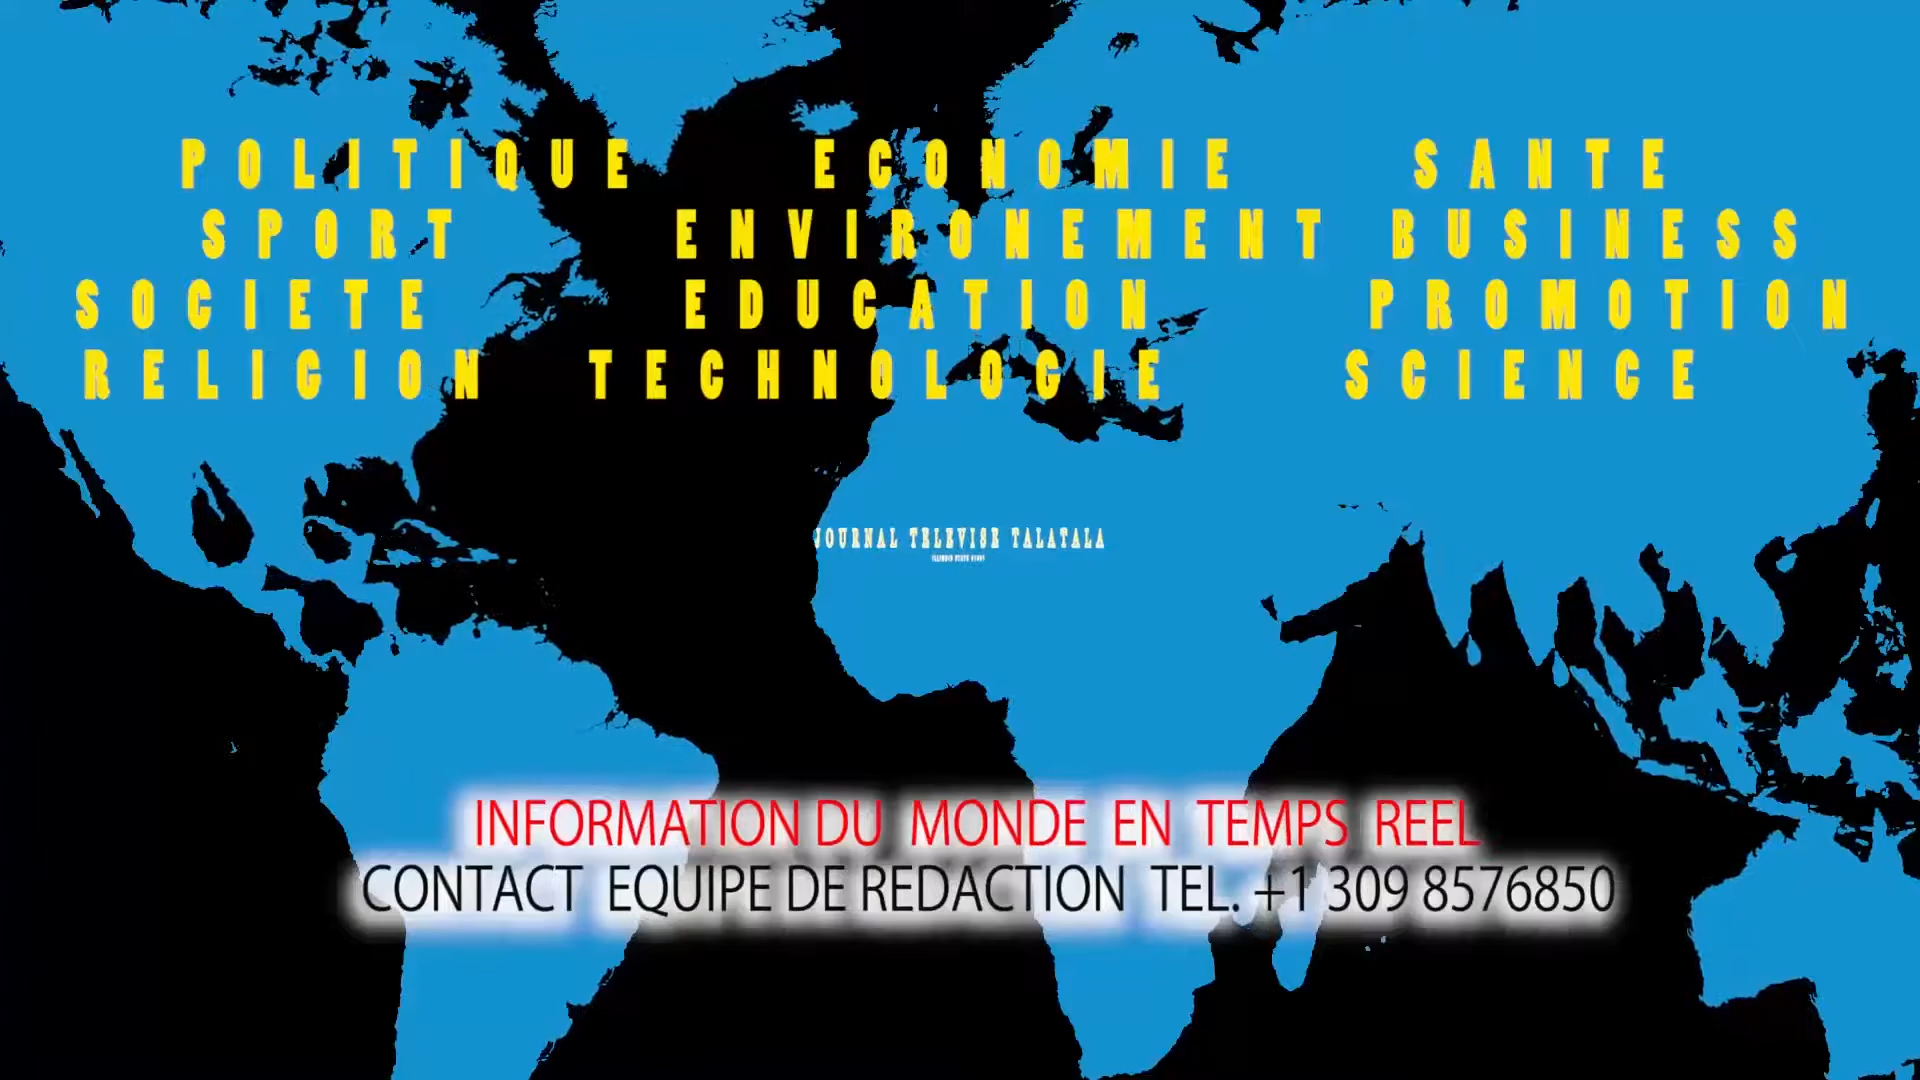 POLITIQUE ECONOMIE SANTE
SPORT ENVIRONEMENT BUSINESS
SOCIETE EDUCATION PROMOTION
RELIGION TECHNOLOGIE SCIENCE
JOURNAL TELEVISE TALATALA
INFORMATION DU MONDE EN TEMPS REEL
CONTACT EQUIPE DE REDACTION TEL. +1 309 8576850